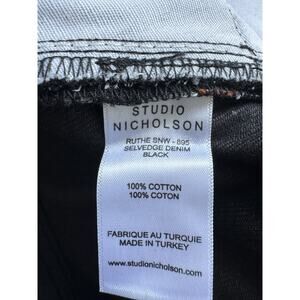 STUDIO
NICHOLSON
RUTHE SNW - 895
SELVEDGE DENIM
BLACK
100% COTTON
100% COTON
FABRIQUE AU TURQUIE
MADE IN TURKEY
www.studionicholson.com